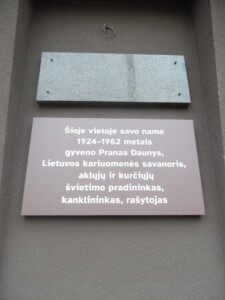 Šioje vietoje savo name
1924–1962 metais
gyveno Pranas Daunys,
Lietuvos kariuomenės savanoris,
aklųjų ir kurčiųjų
švietimo pradininkas,
kanklininkas, rašytojas